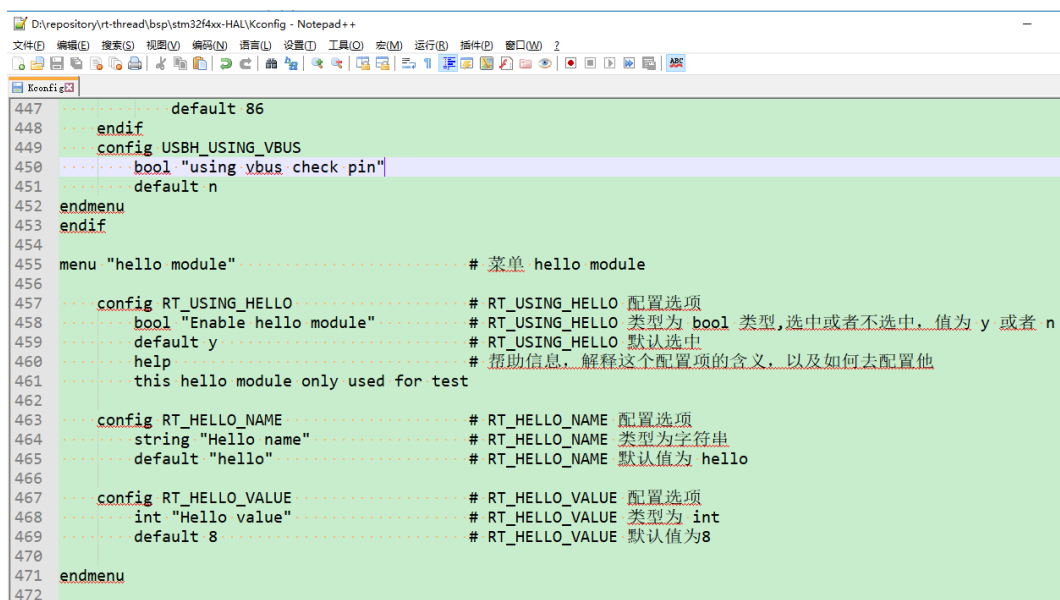 D:\repository\rt-thread\bsp\stm32f4xx-HAL\Kconfig - Notepad++
文件(F) 编辑(E) 搜索(S) 视图(V) 编码(N) 语言(L) 设置(T) 工具(O) 宏(M) 运行(R) 插件(P) 窗口(W) ?
Kconfig
447 default 86
448 endif
449 config USBH_USING_VBUS
450 bool "using vbus check pin"
451 default n
452 endmenu
453 endif
454
455 menu "hello module" # 菜单 hello module
456
457 config RT_USING_HELLO # RT_USING_HELLO 配置选项
458 bool "Enable hello module" # RT_USING_HELLO 类型为 bool 类型,选中或者不选中，值为 y 或者 n
459 default y # RT_USING_HELLO 默认选中
460 help # 帮助信息，解释这个配置项的含义，以及如何去配置他
461 this hello module only used for test
462
463 config RT_HELLO_NAME # RT_HELLO_NAME 配置选项
464 string "Hello name" # RT_HELLO_NAME 类型为字符串
465 default "hello" # RT_HELLO_NAME 默认值为 hello
466
467 config RT_HELLO_VALUE # RT_HELLO_VALUE 配置选项
468 int "Hello value" # RT_HELLO_VALUE 类型为 int
469 default 8 # RT_HELLO_VALUE 默认值为8
470
471 endmenu
472